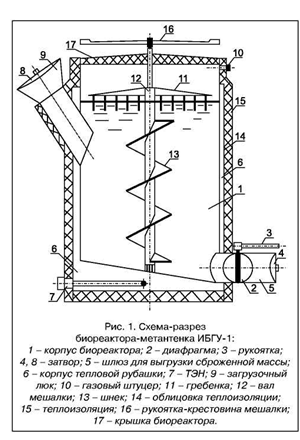 16
17
9
8
10
12
11
15
13
14
6
1
3
6
4
7
2
5
Рис. 1. Схема-разрез
биореактора-метантенка ИБГУ-1:
1 – корпус биореактора; 2 – диафрагма; 3 – рукоятка;
4, 8 – затвор; 5 – шлюз для выгрузки сброженной массы;
6 – корпус тепловой рубашки; 7 – ТЭН; 9 – загрузочный
люк; 10 – газовый штуцер; 11 – гребенка; 12 – вал
мешалки; 13 – шнек; 14 – облицовка теплоизоляции;
15 – теплоизоляция; 16 – рукоятка-крестовина мешалки;
17 – крышка биореактора.